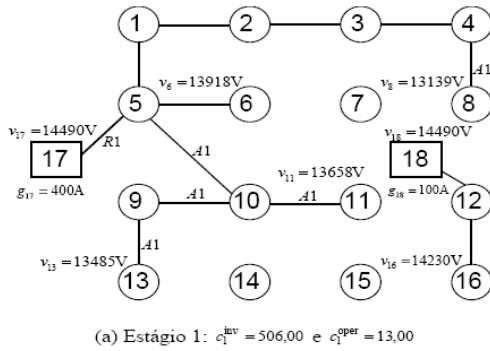 1 2 3 4
v₆ =13918V v₈ =13139V A1
v₁₇ =14490V 5 6 7 v₁₈ =14490V 8
17 R1 A1 18
g₁₇ = 400A v₁₁ =13658V g₁₈ =100A
9 A1 10 A1 11 12
v₁₃ =13485V A1 v₁₆ =14230V
13 14 15 16
(a) Estágio 1: c₁ⁱⁿᵛ = 506,00 e c₁ᵒᵖᵉʳ = 13,00